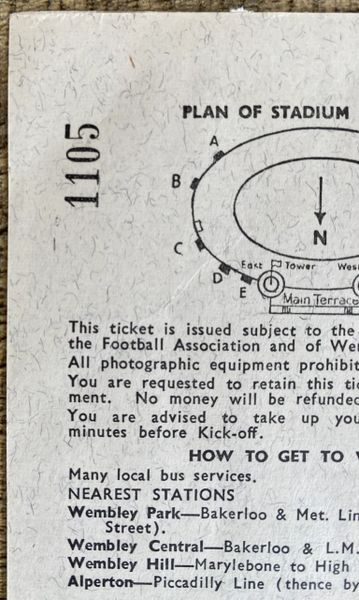 1105
PLAN OF STADIUM
A
B
C
D
E
N
East Tower Wes
Main Terrace
This ticket is issued subject to the
the Football Association and of Wem
All photographic equipment prohibit
You are requested to retain this tic
ment. No money will be refunded
You are advised to take up you
minutes before Kick-off.
HOW TO GET TO W
Many local bus services.
NEAREST STATIONS
Wembley Park—Bakerloo & Met. Lin
Street).
Wembley Central—Bakerloo & L.M.
Wembley Hill—Marylebone to High
Alperton—Piccadilly Line (thence by